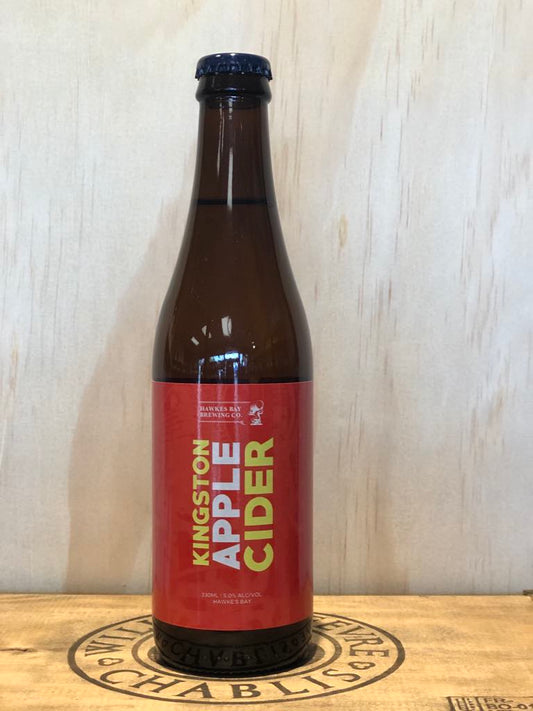 HAWKES BAY
BREWING CO.
KINGSTON
APPLE
CIDER
330ML | 5.0% ALC/VOL
HAWKE'S BAY
CHABLIS